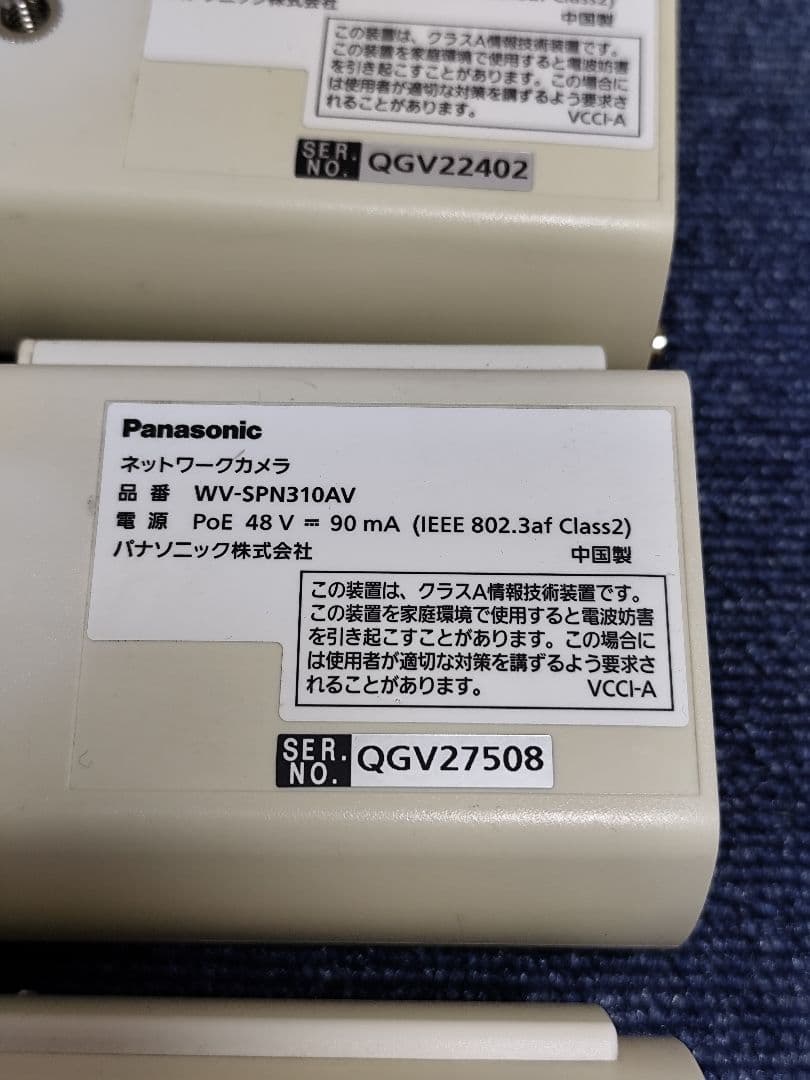 株式会社
Class2)
中国製
この装置は、クラスA情報技術装置です。
この装置を家庭環境で使用すると電波妨害
を引き起こすことがあります。この場合に
は使用者が適切な対策を講ずるよう要求さ
れることがあります。 VCCI-A
SER. NO. QGV22402
Panasonic
ネットワークカメラ
品番 WV-SPN310AV
電源 PoE 48V ⎓ 90mA (IEEE 802.3af Class2)
パナソニック株式会社 中国製
この装置は、クラスA情報技術装置です。
この装置を家庭環境で使用すると電波妨害
を引き起こすことがあります。この場合に
は使用者が適切な対策を講ずるよう要求さ
れることがあります。 VCCI-A
SER. NO. QGV27508